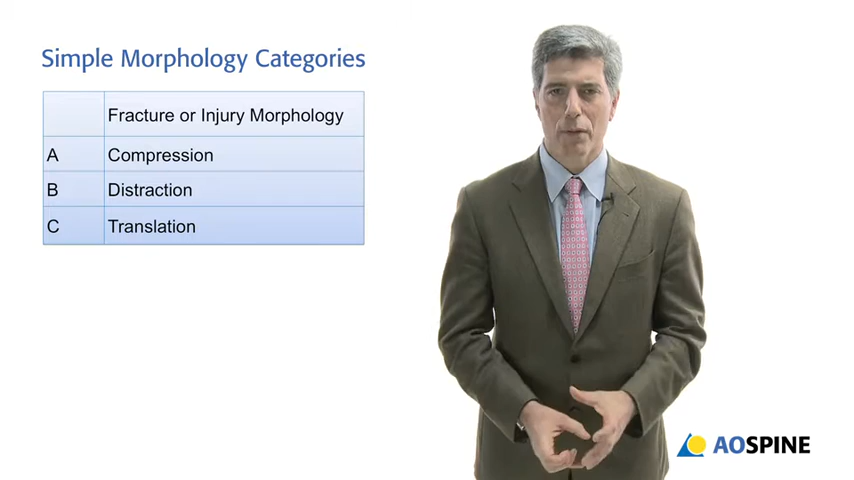 Simple Morphology Categories
Fracture or Injury Morphology
A Compression
B Distraction
C Translation
AOSPINE